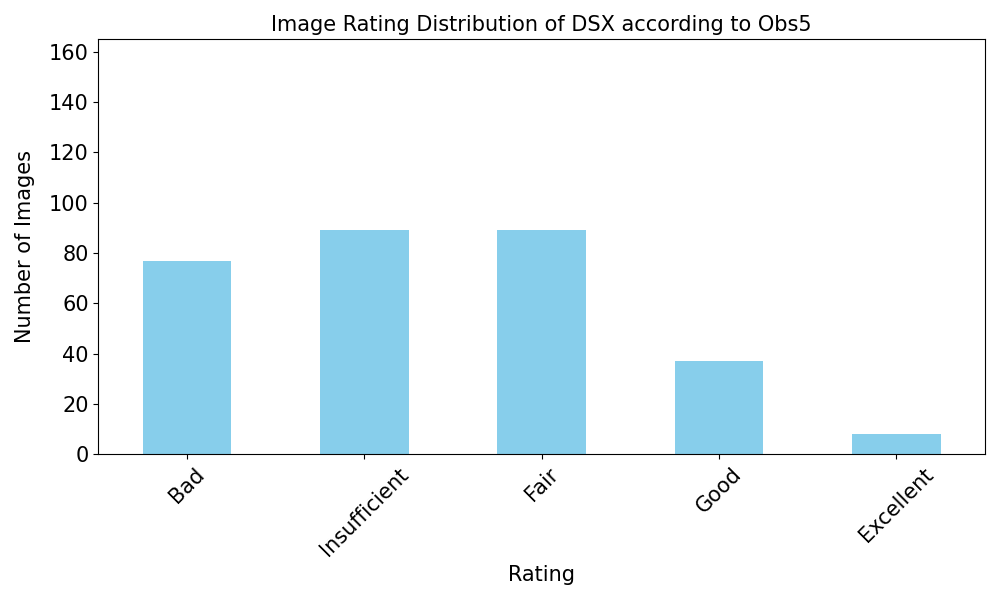 Image Rating Distribution of DSX according to Obs5
160
140
120
100
80
60
40
20
0
Number of Images
Bad
Insufficient
Fair
Good
Excellent
Rating